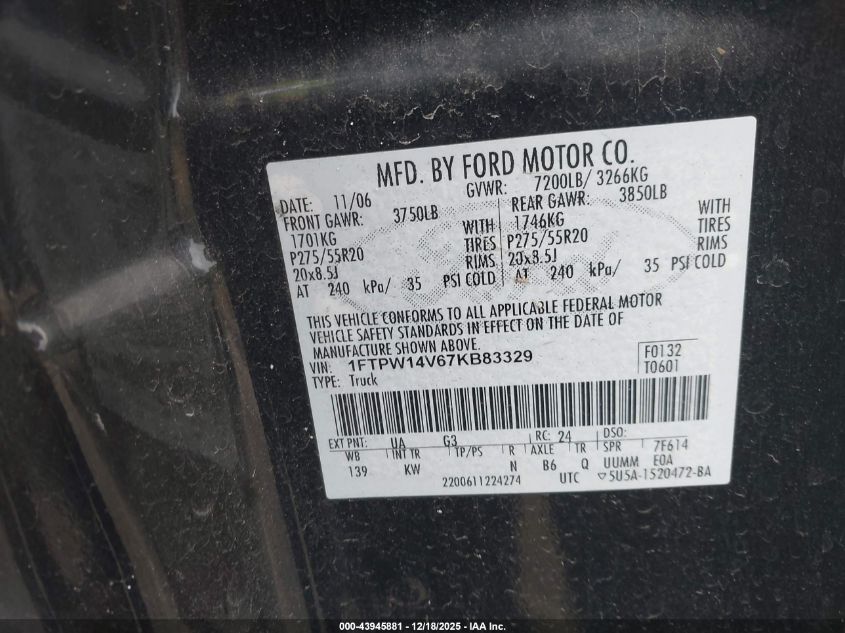 MFD. BY FORD MOTOR CO.
DATE: 11/06 GVWR: 7200LB/ 3266KG
FRONT GAWR: 3750LB REAR GAWR: 3850LB
1701KG WITH 1746KG WITH
P275/55R20 TIRES P275/55R20 TIRES
20x8.5J RIMS 20x8.5J RIMS
AT 240 kPa/ 35 PSI COLD AT 240 kPa/ 35 PSI COLD
THIS VEHICLE CONFORMS TO ALL APPLICABLE FEDERAL MOTOR
VEHICLE SAFETY STANDARDS IN EFFECT ON THE DATE OF
MANUFACTURE SHOWN ABOVE.
VIN: 1FTPW14V67KB83329 F0132
TYPE: Truck T0601
EXT PNT: UA G3 RC: 24 DSO:
WB INT TR TP/PS R AXLE TR SPR 7F614
139 KW N B6 Q UUMM E0A
2200611224274 UTC ▽5U5A-1520472-BA
000-43945881 - 12/18/2025 - IAA Inc.